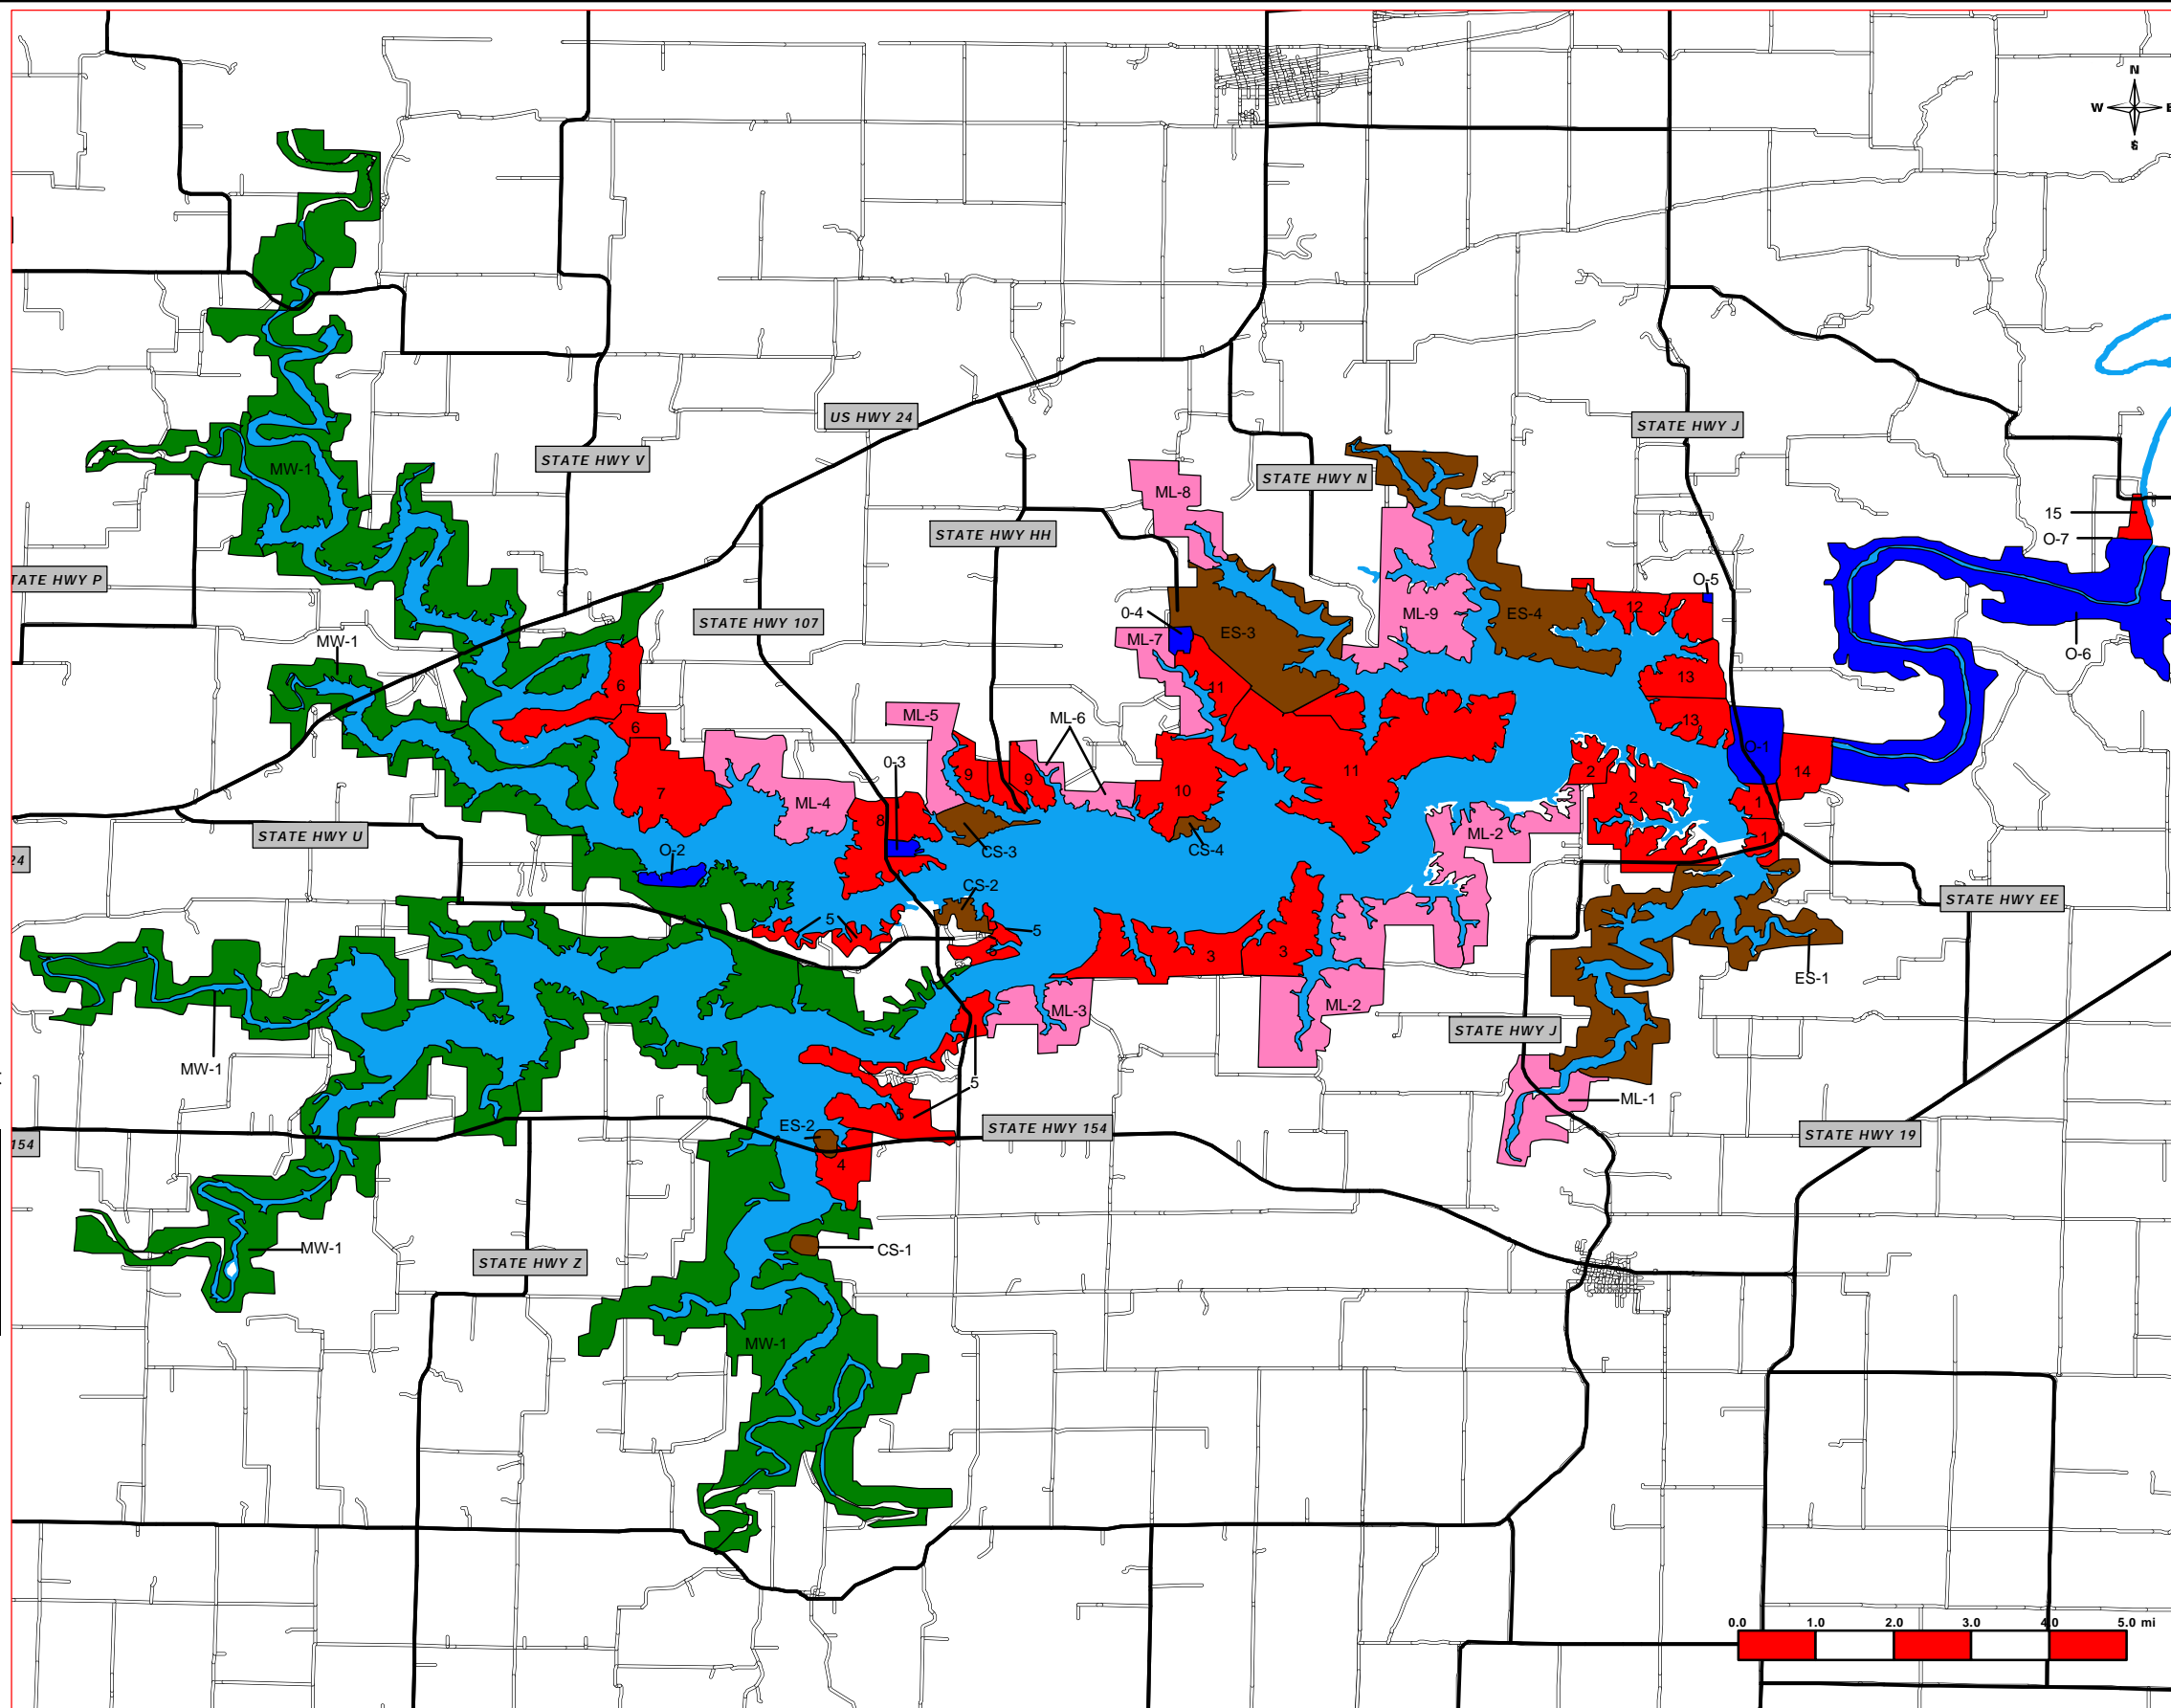 N
W
E
S
US HWY 24
STATE HWY J
STATE HWY V
MW-1
STATE HWY N
ML-8
15
STATE HWY HH
O-7
TATE HWY P
O-5
12
0-4
ML-9
ES-4
STATE HWY 107
ES-3
MW-1
ML-7
O-6
6
11
13
ML-5
ML-6
13
6
O-1
0-3
9
9
11
2
14
7
10
2
1
ML-4
8
ML-2
STATE HWY U
1
O-2
CS-3
CS-4
24
CS-2
STATE HWY EE
5
5
5
3
3
ES-1
ML-2
ML-3
STATE HWY J
MW-1
5
ML-1
5
ES-2
STATE HWY 154
STATE HWY 19
154
4
MW-1
CS-1
STATE HWY Z
MW-1
0.0 1.0 2.0 3.0 4.0 5.0 mi